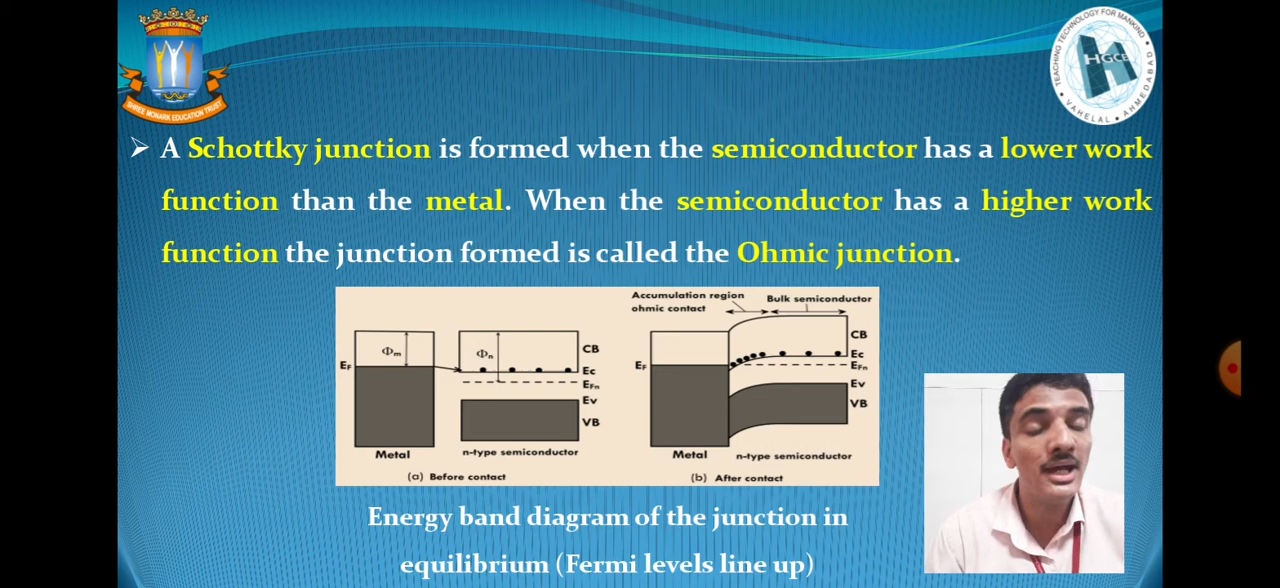 SHREE MONARK EDUCATION TRUST
TEACHING TECHNOLOGY FOR MANKIND
HGCE
VAHELAL • AHMEDABAD
A Schottky junction is formed when the semiconductor has a lower work
function than the metal. When the semiconductor has a higher work
function the junction formed is called the Ohmic junction.
Φm
EF
Φn
CB
Ec
EFn
Ev
VB
Metal
n-type semiconductor
(a) Before contact
Accumulation region
ohmic contact
Bulk semiconductor
CB
EF
Ec
EFn
Ev
VB
Metal
n-type semiconductor
(b) After contact
Energy band diagram of the junction in
equilibrium (Fermi levels line up)